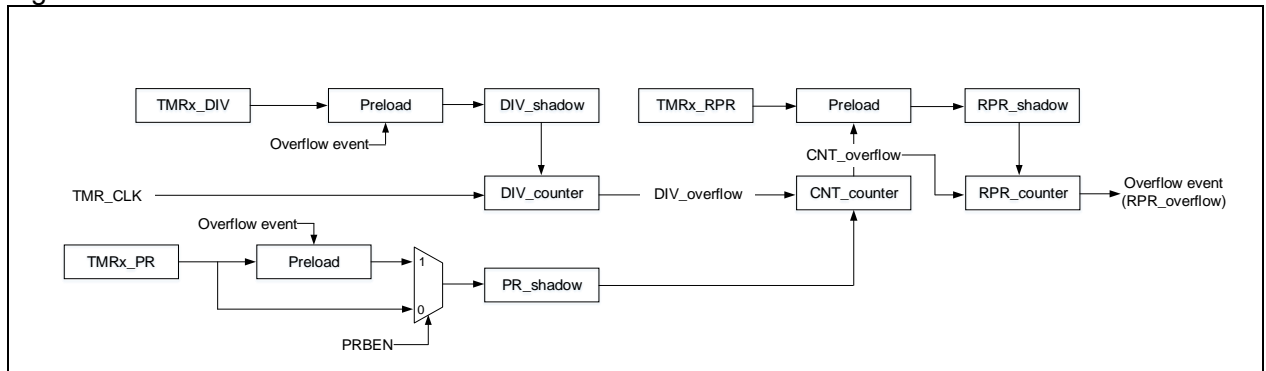 TMRx_DIV
Preload
DIV_shadow
TMRx_RPR
Preload
RPR_shadow
Overflow event
CNT_overflow
TMR_CLK
DIV_counter
DIV_overflow
CNT_counter
RPR_counter
Overflow event
(RPR_overflow)
Overflow event
TMRx_PR
Preload
1
PR_shadow
0
PRBEN